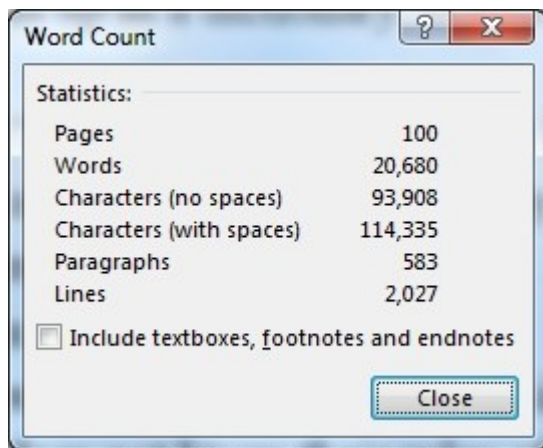 Word Count
?
Statistics:
Pages 100
Words 20,680
Characters (no spaces) 93,908
Characters (with spaces) 114,335
Paragraphs 583
Lines 2,027
Include textboxes, footnotes and endnotes
Close